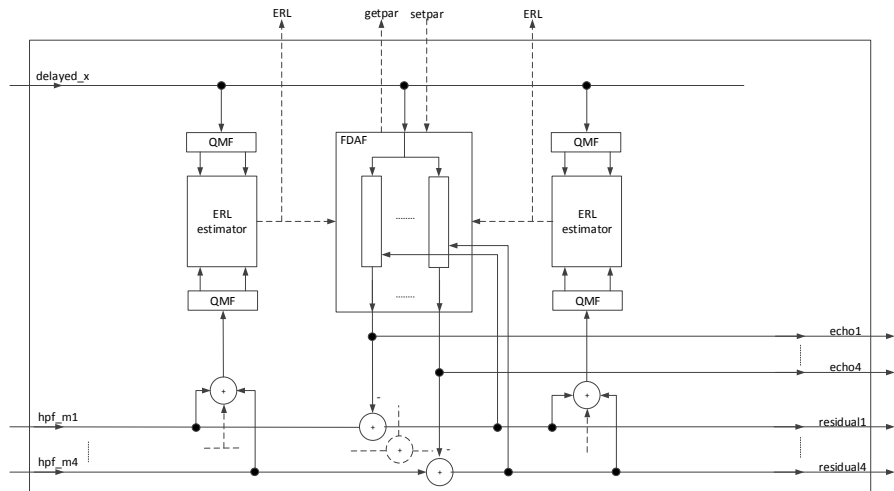 ERL
getpar
setpar
ERL
delayed_x
QMF
FDAF
QMF
ERL
estimator
........
ERL
estimator
QMF
........
QMF
echo1
echo4
+
+
-
hpf_m1
+
residual1
+
-
hpf_m4
+
residual4